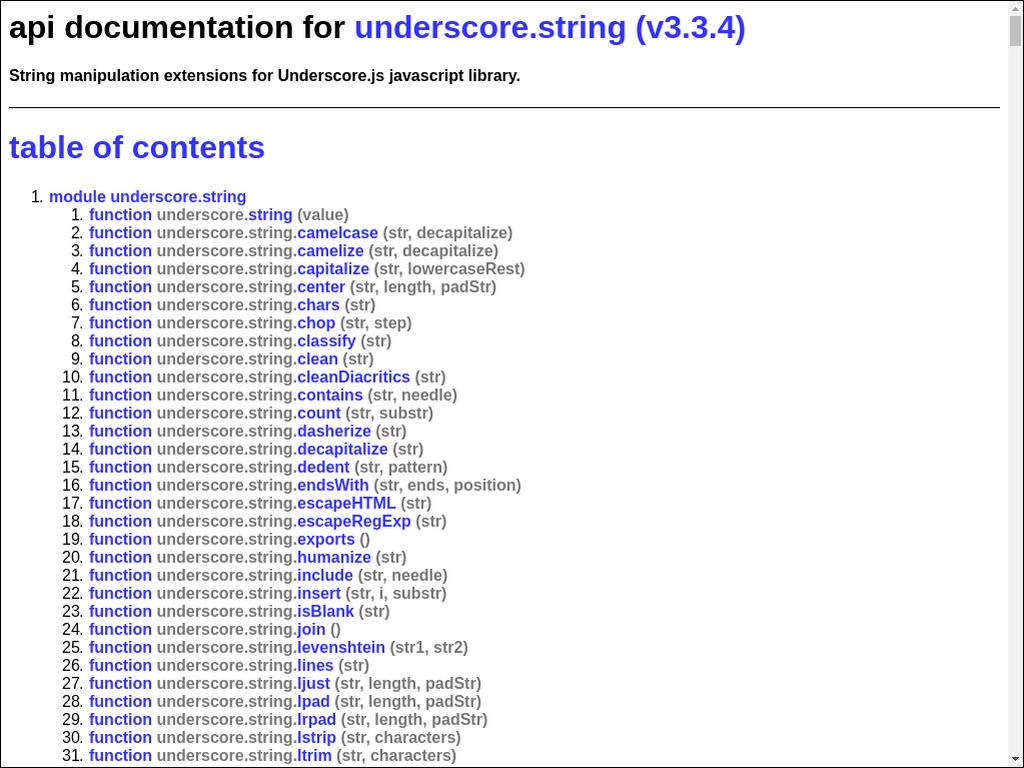 api documentation for underscore.string (v3.3.4)
String manipulation extensions for Underscore.js javascript library.
table of contents
1. module underscore.string
1. function underscore.string (value)
2. function underscore.string.camelcase (str, decapitalize)
3. function underscore.string.camelize (str, decapitalize)
4. function underscore.string.capitalize (str, lowercaseRest)
5. function underscore.string.center (str, length, padStr)
6. function underscore.string.chars (str)
7. function underscore.string.chop (str, step)
8. function underscore.string.classify (str)
9. function underscore.string.clean (str)
10. function underscore.string.cleanDiacritics (str)
11. function underscore.string.contains (str, needle)
12. function underscore.string.count (str, substr)
13. function underscore.string.dasherize (str)
14. function underscore.string.decapitalize (str)
15. function underscore.string.dedent (str, pattern)
16. function underscore.string.endsWith (str, ends, position)
17. function underscore.string.escapeHTML (str)
18. function underscore.string.escapeRegExp (str)
19. function underscore.string.exports ()
20. function underscore.string.humanize (str)
21. function underscore.string.include (str, needle)
22. function underscore.string.insert (str, i, substr)
23. function underscore.string.isBlank (str)
24. function underscore.string.join ()
25. function underscore.string.levenshtein (str1, str2)
26. function underscore.string.lines (str)
27. function underscore.string.ljust (str, length, padStr)
28. function underscore.string.lpad (str, length, padStr)
29. function underscore.string.lrpad (str, length, padStr)
30. function underscore.string.lstrip (str, characters)
31. function underscore.string.ltrim (str, characters)